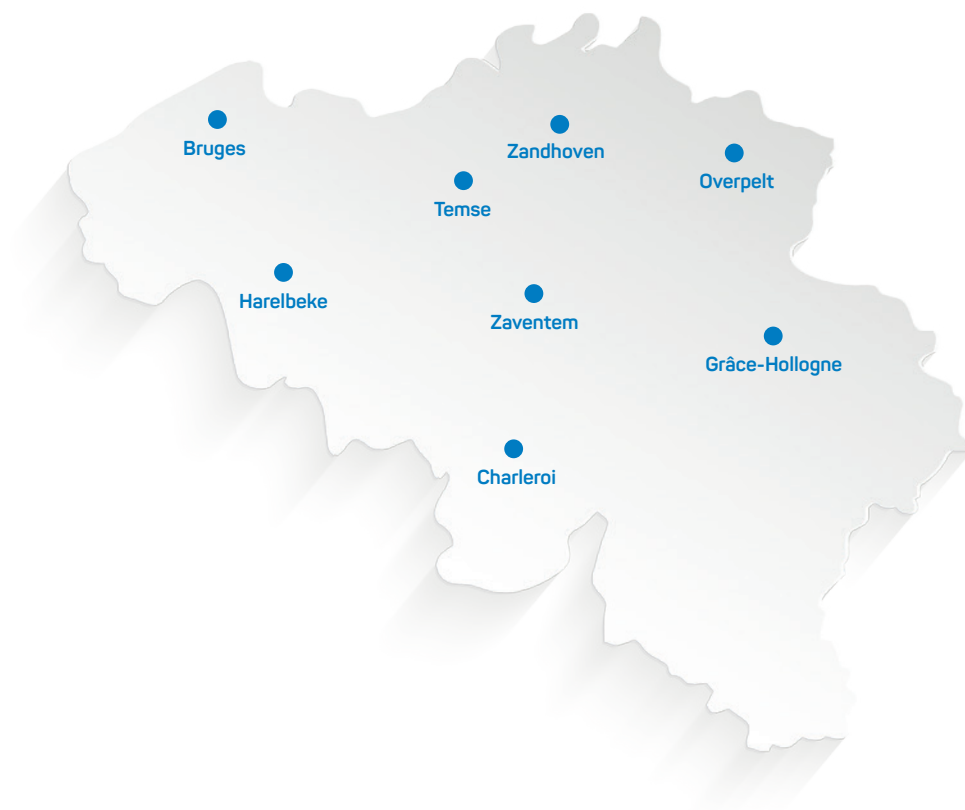 Bruges
Zandhoven
Overpelt
Temse
Harelbeke
Zaventem
Grâce-Hollogne
Charleroi